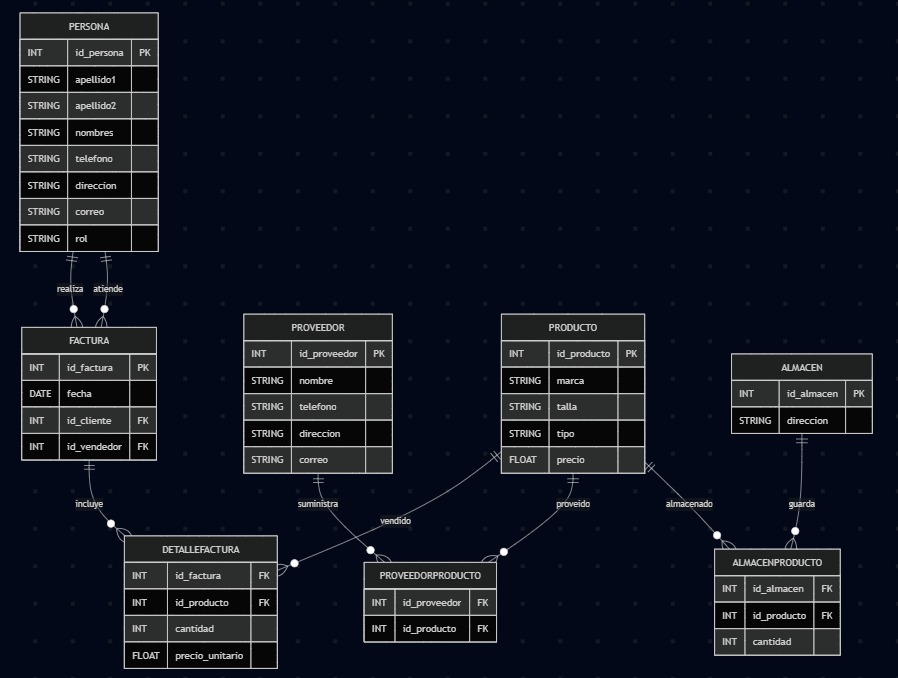 PERSONA
INT id_persona PK
STRING apellido1
STRING apellido2
STRING nombres
STRING telefono
STRING direccion
STRING correo
STRING rol
realiza
atiende
FACTURA
INT id_factura PK
DATE fecha
INT id_cliente FK
INT id_vendedor FK
PROVEEDOR
INT id_proveedor PK
STRING nombre
STRING telefono
STRING direccion
STRING correo
PRODUCTO
INT id_producto PK
STRING marca
STRING talla
STRING tipo
FLOAT precio
ALMACEN
INT id_almacen PK
STRING direccion
incluye
suministra
vendido
proveido
almacenado
guarda
DETALLEFACTURA
INT id_factura FK
INT id_producto FK
INT cantidad
FLOAT precio_unitario
PROVEEDORPRODUCTO
INT id_proveedor FK
INT id_producto FK
ALMACENPRODUCTO
INT id_almacen FK
INT id_producto FK
INT cantidad